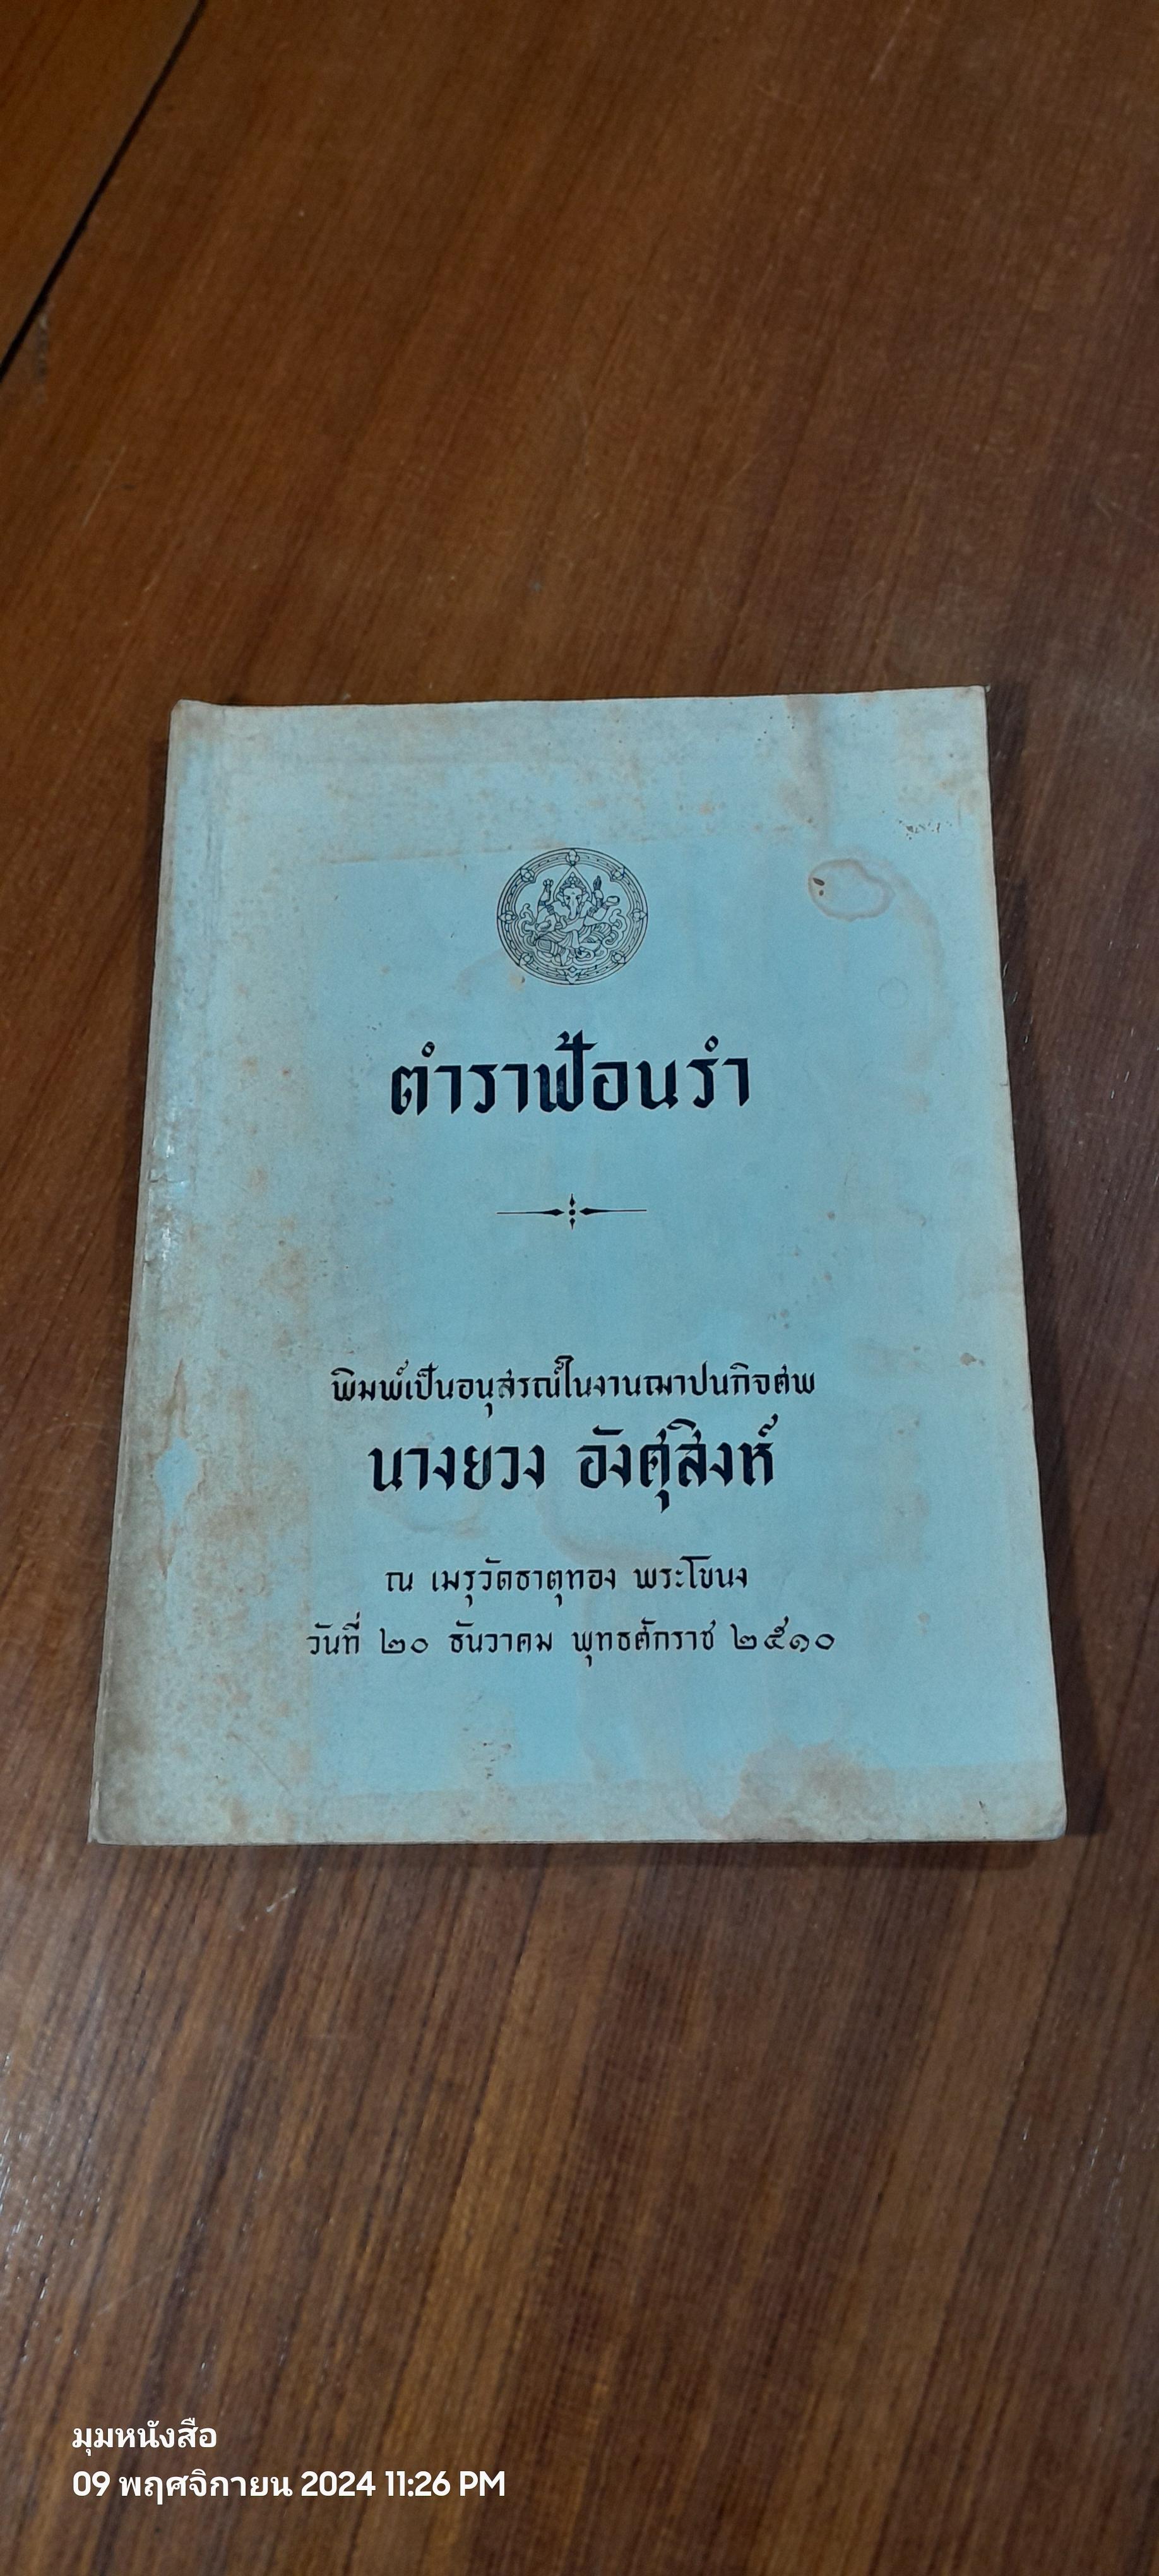 ตำราฟ้อนรำ
พิมพ์เป็นอนุสรณ์ในงานฌาปนกิจศพ
นางยวง อังศุสิงห์
ณ เมรุวัดธาตุทอง พระโขนง
วันที่ ๒๐ ธันวาคม พุทธศักราช ๒๕๑๐
มุมหนังสือ
09 พฤศจิกายน 2024 11:26 PM